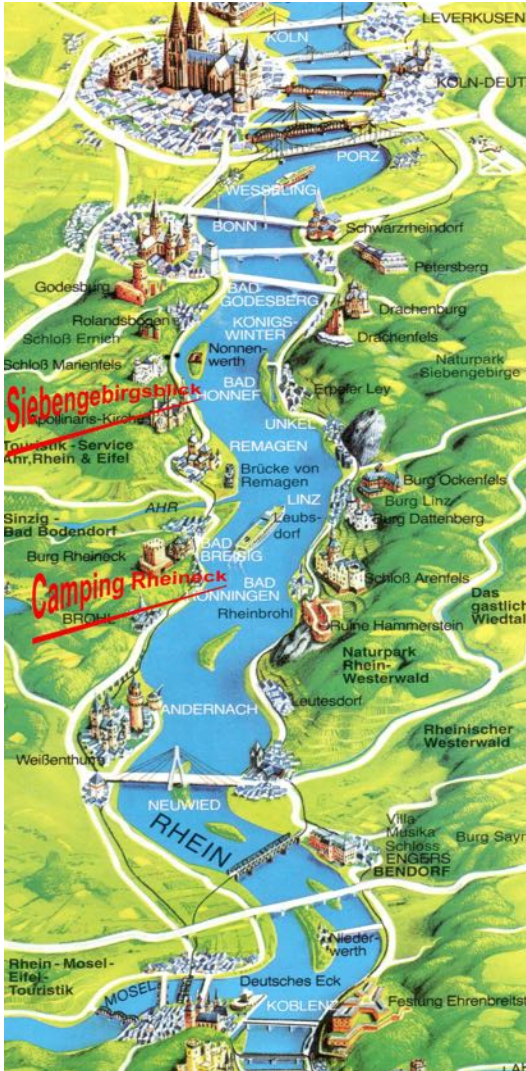 LEVERKUSEN
KÖLN
KÖLN-DEUT
PORZ
WESSELING
BONN
Schwarzrheindorf
Petersberg
Godesburg
BAD
GODESBERG
Drachenburg
Rolandsbogen
KÖNIGS-
WINTER
Schloß Ernich
Drachenfels
Nonnen-
werth
Naturpark
Siebengebirge
Schloß Marienfels
Siebengebirgsblick
BAD
HONNEF
Erpeler Ley
Apollinaris-Kirche
UNKEL
Touristik-Service
Ahr, Rhein & Eifel
REMAGEN
Brücke von
Remagen
Burg Ockenfels
LINZ
Burg Linz
AHR
Leubs-
dorf
Burg Dattenberg
Sinzig-
Bad Bodendorf
BAD
BREISIG
Burg Rheineck
Camping Rheineck
BAD
HÖNNINGEN
Schloß Arenfels
Das
gastlich
Wiedtal
BROHL
Rheinbrohl
Ruine Hammerstein
Naturpark
Rhein-
Westerwald
Leutesdorf
ANDERNACH
Rheinischer
Westerwald
Weißenthurm
NEUWIED
RHEIN
Villa
Musika
Schloss
ENGERS
BENDORF
Burg Sayn
Nieder-
werth
Rhein-Mosel-
Eifel-
Touristik
MOSEL
Deutsches Eck
KOBLENZ
Festung Ehrenbreitst